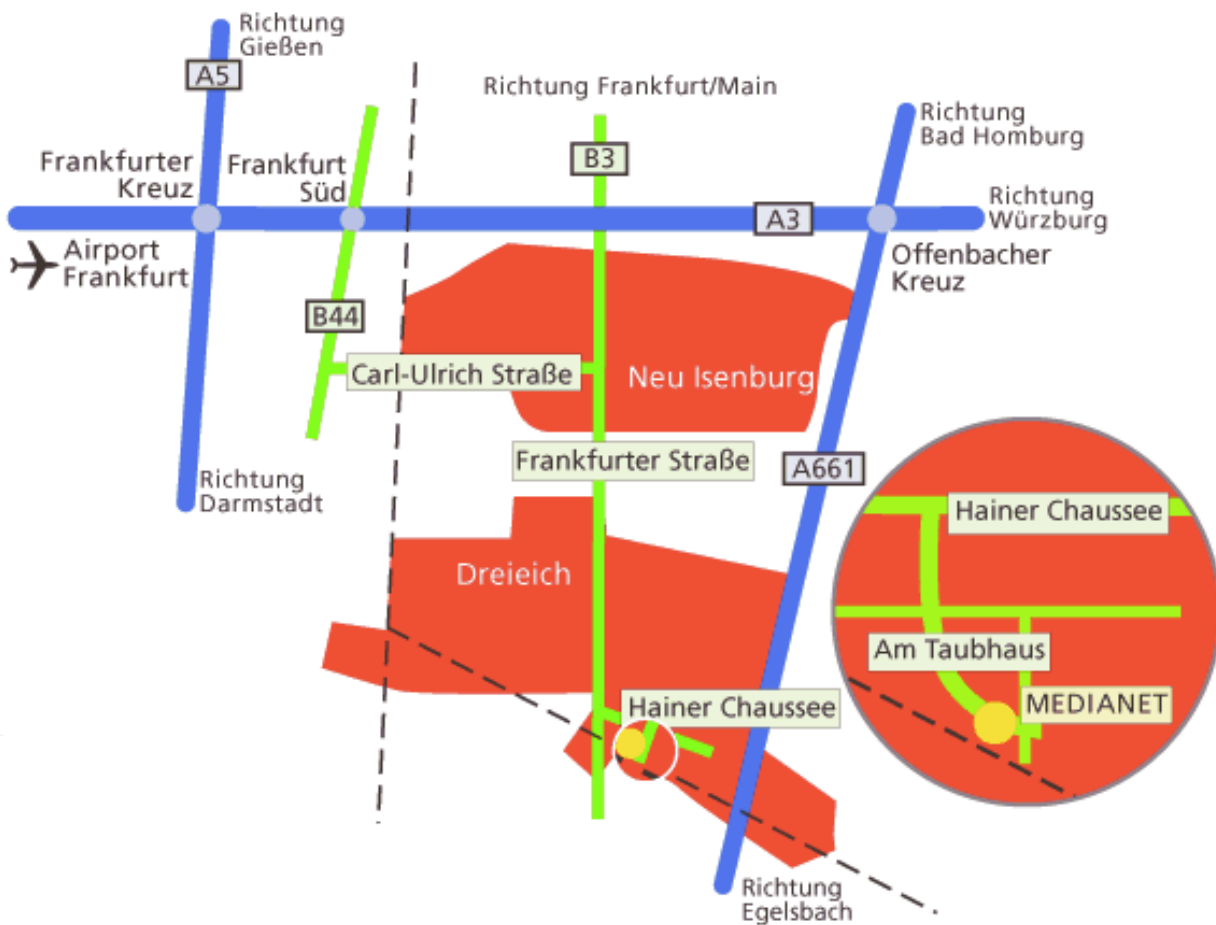 Richtung
Gießen
A5
Richtung Frankfurt/Main
Richtung
Bad Homburg
B3
Frankfurter
Kreuz
Frankfurt
Süd
A3
Richtung
Würzburg
Airport
Frankfurt
Offenbacher
Kreuz
B44
Carl-Ulrich Straße
Neu Isenburg
Frankfurter Straße
A661
Richtung
Darmstadt
Hainer Chaussee
Dreieich
Am Taubhaus
MEDIANET
Hainer Chaussee
Richtung
Egelsbach